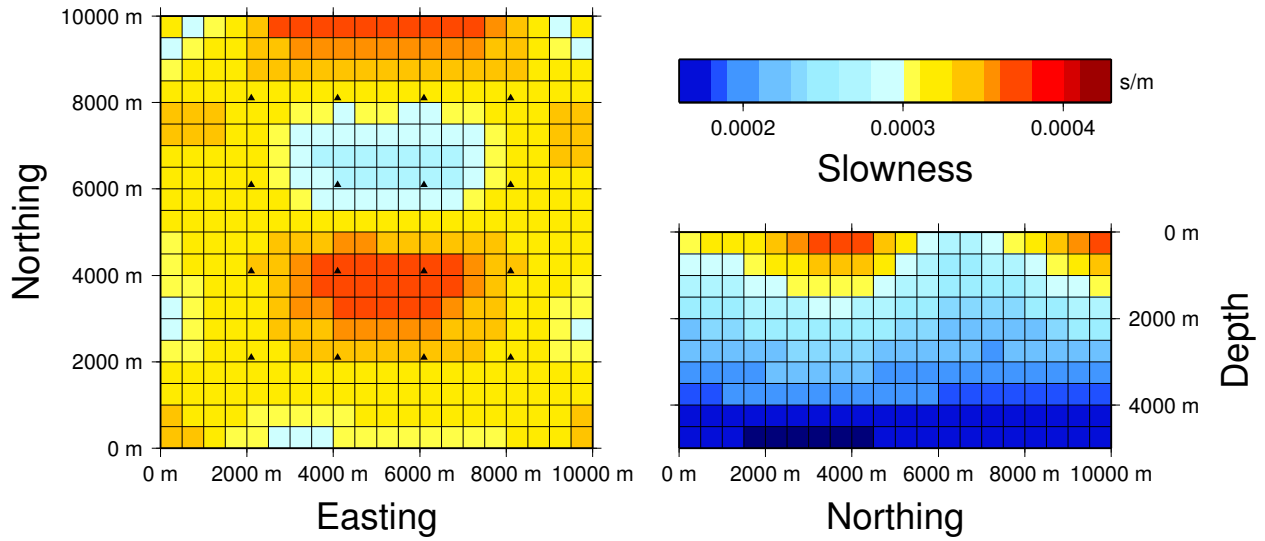 10000 m
8000 m
6000 m
4000 m
2000 m
0 m
Northing
0 m 2000 m 4000 m 6000 m 8000 m 10000 m
Easting
s/m
0.0002 0.0003 0.0004
Slowness
0 m
2000 m
4000 m
Depth
0 m 2000 m 4000 m 6000 m 8000 m 10000 m
Northing